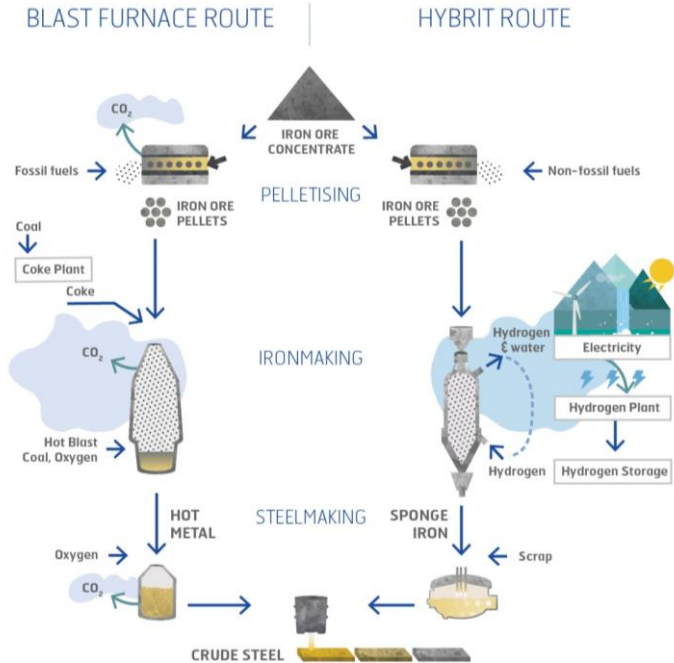 BLAST FURNACE ROUTE
HYBRIT ROUTE
CO₂
IRON ORE
CONCENTRATE
Fossil fuels
Non-fossil fuels
PELLETISING
IRON ORE
PELLETS
IRON ORE
PELLETS
Coal
Coke Plant
Coke
CO₂
IRONMAKING
Hydrogen
& water
Electricity
Hydrogen Plant
Hot Blast
Coal, Oxygen
Hydrogen
Hydrogen Storage
HOT
METAL
STEELMAKING
SPONGE
IRON
Oxygen
Scrap
CO₂
CRUDE STEEL